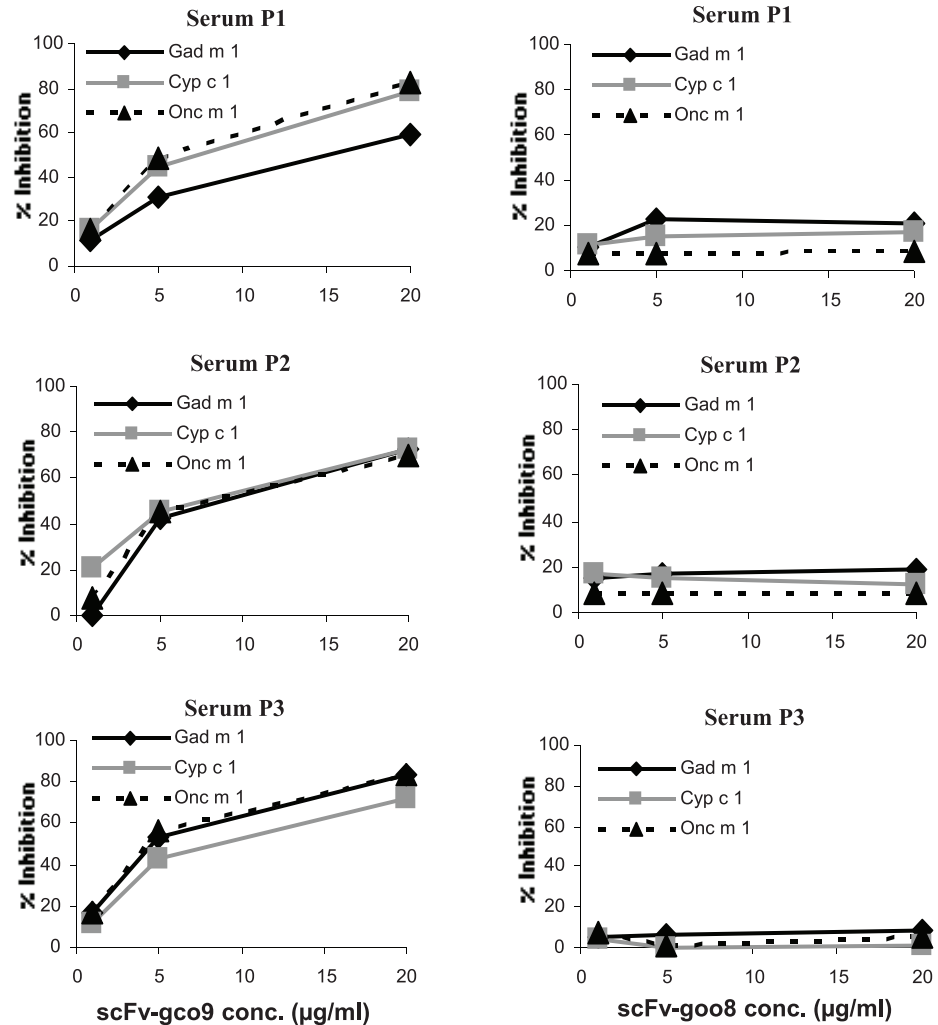 Serum P1
100
80
60
40
20
0
% Inhibition
Gad m 1
Cyp c 1
Onc m 1
0 5 10 15 20
Serum P1
100
80
60
40
20
0
% Inhibition
Gad m 1
Cyp c 1
Onc m 1
0 5 10 15 20
Serum P2
100
80
60
40
20
0
% Inhibition
Gad m 1
Cyp c 1
Onc m 1
0 5 10 15 20
Serum P2
100
80
60
40
20
0
% Inhibition
Gad m 1
Cyp c 1
Onc m 1
0 5 10 15 20
Serum P3
100
80
60
40
20
0
% Inhibition
Gad m 1
Cyp c 1
Onc m 1
0 5 10 15 20
scFv-gco9 conc. (µg/ml)
Serum P3
100
80
60
40
20
0
% Inhibition
Gad m 1
Cyp c 1
Onc m 1
0 5 10 15 20
scFv-goo8 conc. (µg/ml)